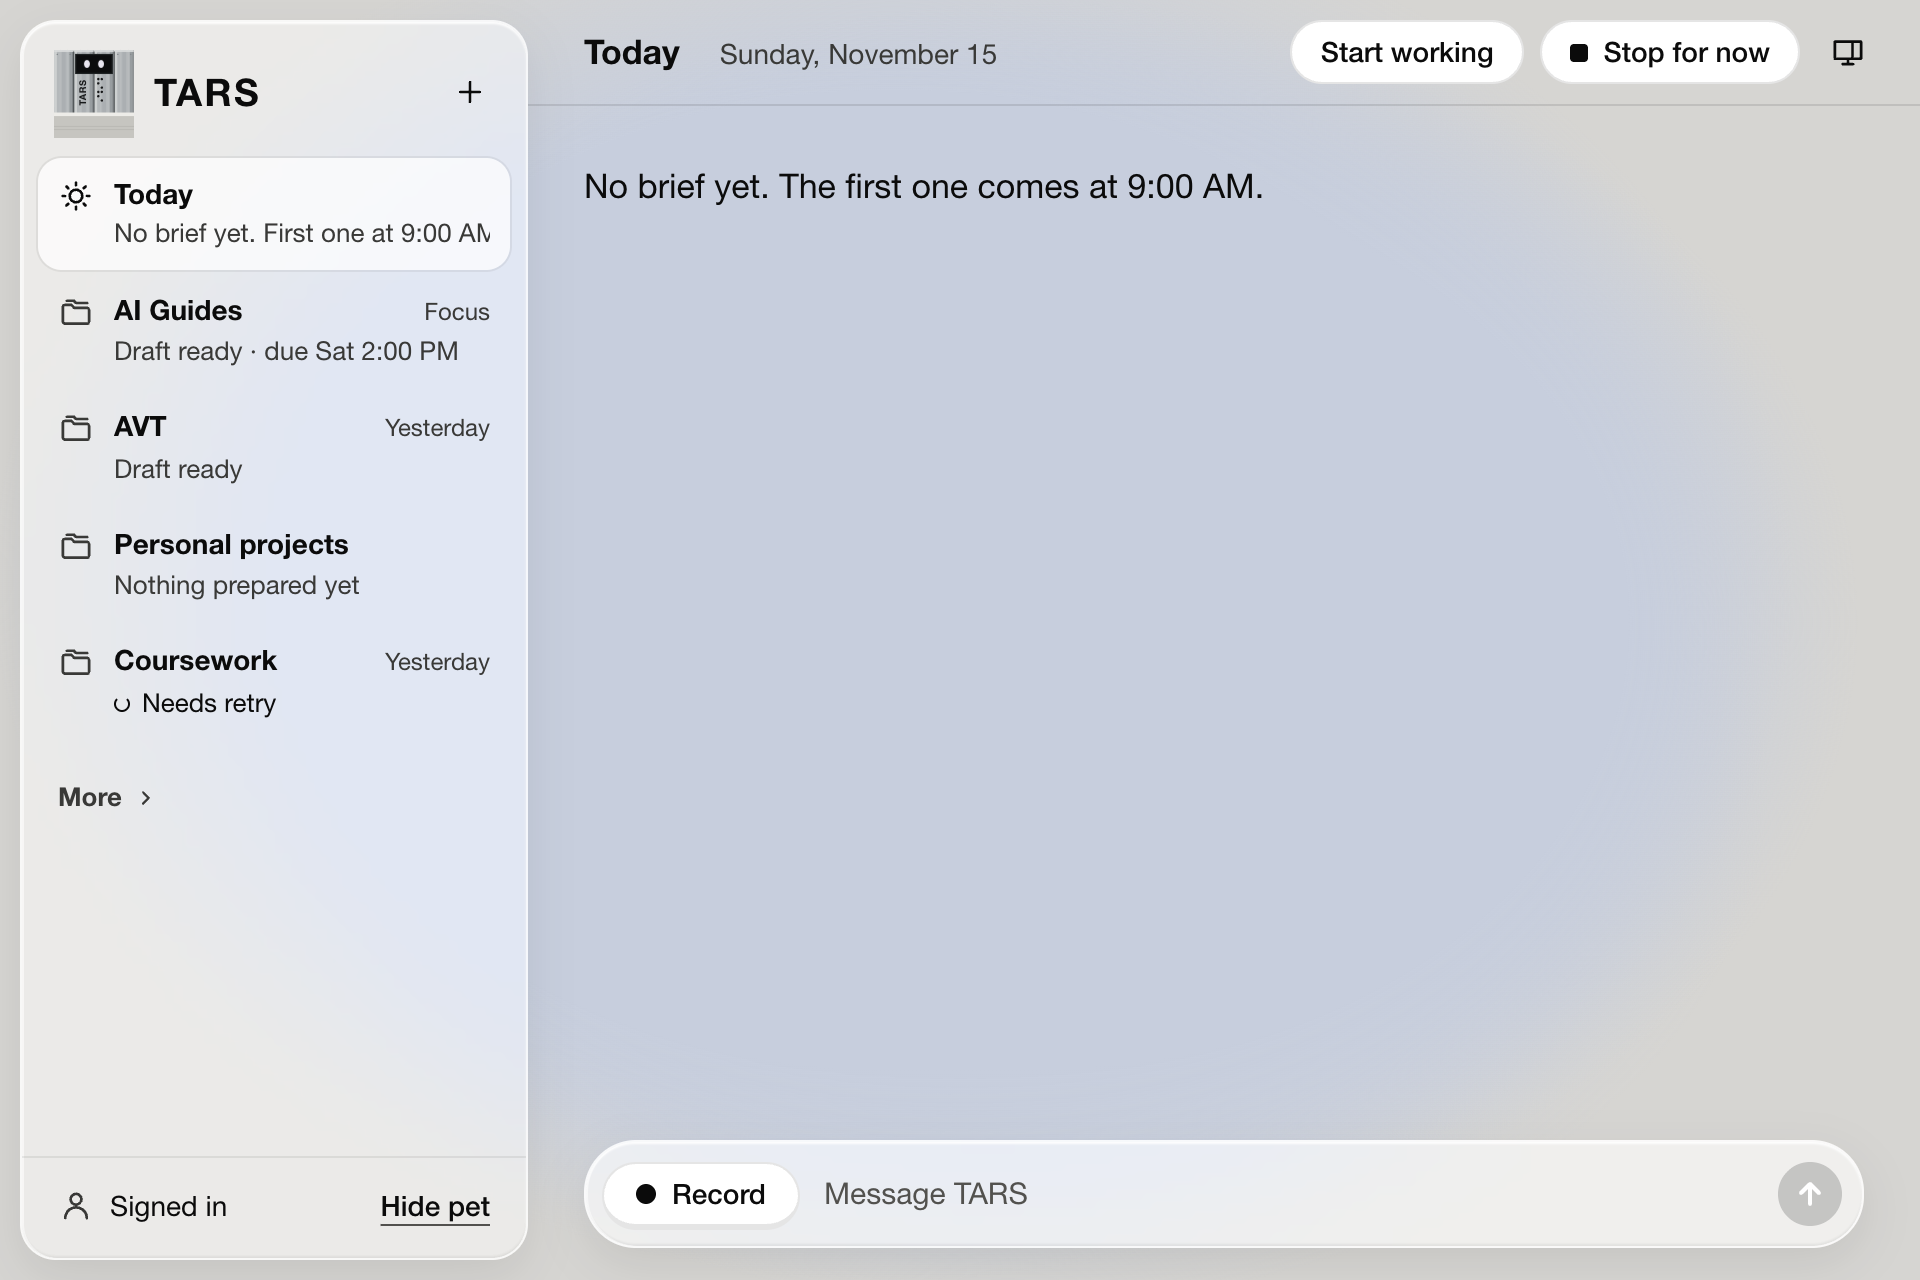 TARS
TARS
Today
No brief yet. First one at 9:00 AM
AI Guides
Focus
Draft ready · due Sat 2:00 PM
AVT
Yesterday
Draft ready
Personal projects
Nothing prepared yet
Coursework
Yesterday
Needs retry
More
Signed in
Hide pet
Today
Sunday, November 15
Start working
Stop for now
No brief yet. The first one comes at 9:00 AM.
Record
Message TARS